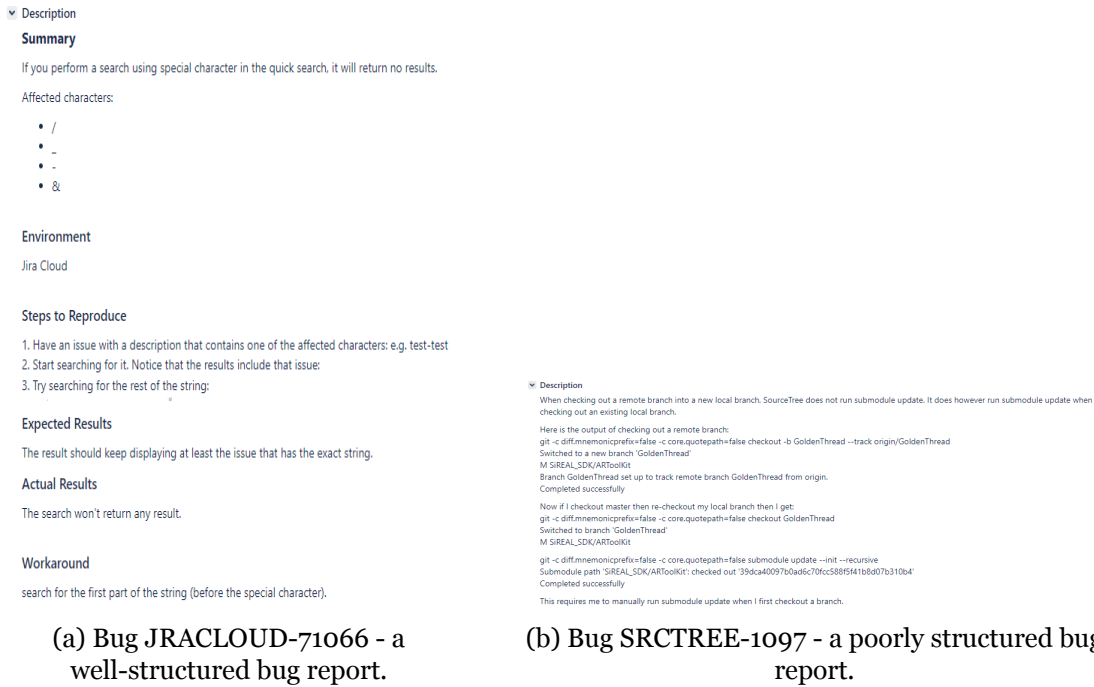 Description
Summary
If you perform a search using special character in the quick search, it will return no results.
Affected characters:
• /
• _
• -
• &
Environment
Jira Cloud
Steps to Reproduce
1. Have an issue with a description that contains one of the affected characters: e.g. test-test
2. Start searching for it. Notice that the results include that issue:
3. Try searching for the rest of the string:
Expected Results
The result should keep displaying at least the issue that has the exact string.
Actual Results
The search won't return any result.
Workaround
search for the first part of the string (before the special character).
(a) Bug JRACLOUD-71066 - a
well-structured bug report.
Description
When checking out a remote branch into a new local branch, SourceTree does not run submodule update. It does however run submodule update when
checking out an existing local branch.
Here is the output of checking out a remote branch:
git -c diff.mnemonicprefix=false -c core.quotepath=false checkout -b GoldenThread --track origin/GoldenThread
Switched to a new branch 'GoldenThread'
M SiREAL_SDK/ARToolKit
Branch GoldenThread set up to track remote branch GoldenThread from origin.
Completed successfully
Now if I checkout master then re-checkout my local branch then I get:
git -c diff.mnemonicprefix=false -c core.quotepath=false checkout GoldenThread
Switched to branch 'GoldenThread'
M SiREAL_SDK/ARToolKit
git -c diff.mnemonicprefix=false -c core.quotepath=false submodule update --init --recursive
Submodule path 'SiREAL_SDK/ARToolKit': checked out '39dca40097b0ad6c70fcc588f5f41b8d07b310b4'
Completed successfully
This requires me to manually run submodule update when I first checkout a branch.
(b) Bug SRCTREE-1097 - a poorly structured bug
report.